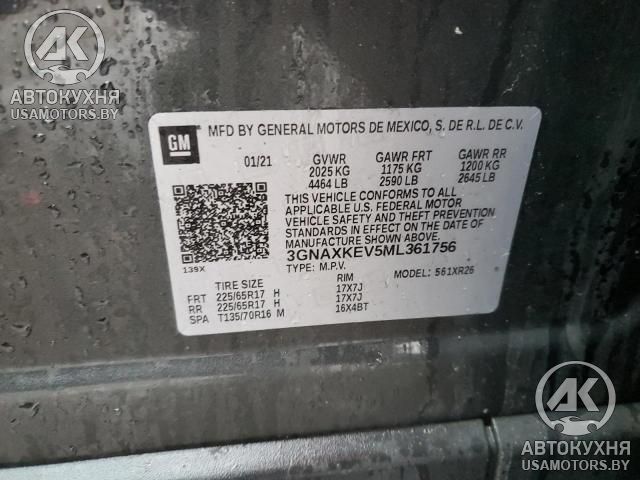 AK
АВТОКУХНЯ
USAMOTORS.BY
GM
MFD BY GENERAL MOTORS DE MEXICO, S. DE R.L. DE C.V.
01/21 GVWR GAWR FRT GAWR RR
2025 KG 1175 KG 1200 KG
4464 LB 2590 LB 2645 LB
THIS VEHICLE CONFORMS TO ALL
APPLICABLE U.S. FEDERAL MOTOR
VEHICLE SAFETY AND THEFT PREVENTION
STANDARDS IN EFFECT ON THE DATE OF
MANUFACTURE SHOWN ABOVE.
3GNAXKEV5ML361756
139X TYPE: M.P.V. MODEL: 561XR26
TIRE SIZE RIM
FRT 225/65R17 H 17X7J
RR 225/65R17 H 17X7J
SPA T135/70R16 M 16X4BT
AK
АВТОКУХНЯ
USAMOTORS.BY